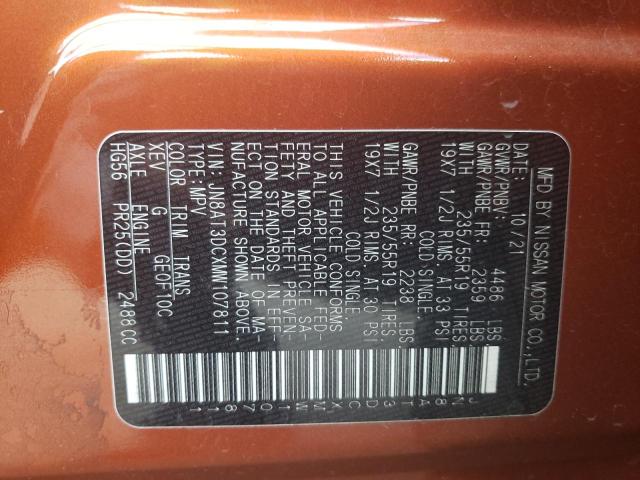 MFD BY NISSAN MOTOR CO.,LTD.
DATE: 10/21
GVWR/PNBV: 4496 LBS.
GAWR/PNBE FR: 2359 LBS.
WITH 235/55R19 TIRES.
19X7 1/2J RIMS. AT 33 PSI
COLD SINGLE.
GAWR/PNBE RR: 2238 LBS.
WITH 235/55R19 TIRES.
19X7 1/2J RIMS. AT 30 PSI
COLD SINGLE.
THIS VEHICLE CONFORMS
TO ALL APPLICABLE FED-
ERAL MOTOR VEHICLE SA-
FETY AND THEFT PREVEN-
TION STANDARDS IN EFF-
ECT ON THE DATE OF MA-
NUFACTURE SHOWN ABOVE.
VIN: JN8AT3DCXMW107811
TYPE: MPV
COLOR TRIM TRANS
XEV G GE0F10C
AXLE ENGINE
HG56 PR25(DD) 2488CC
JN8AT3DCXMW107811